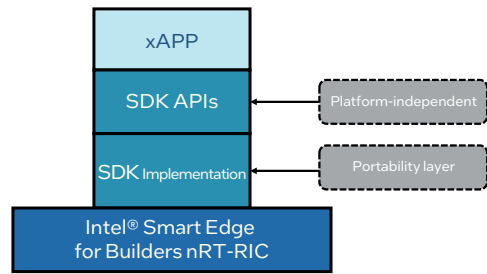 xAPP
SDK APIs
Platform-independent
SDK Implementation
Portability layer
Intel® Smart Edge
for Builders nRT-RIC